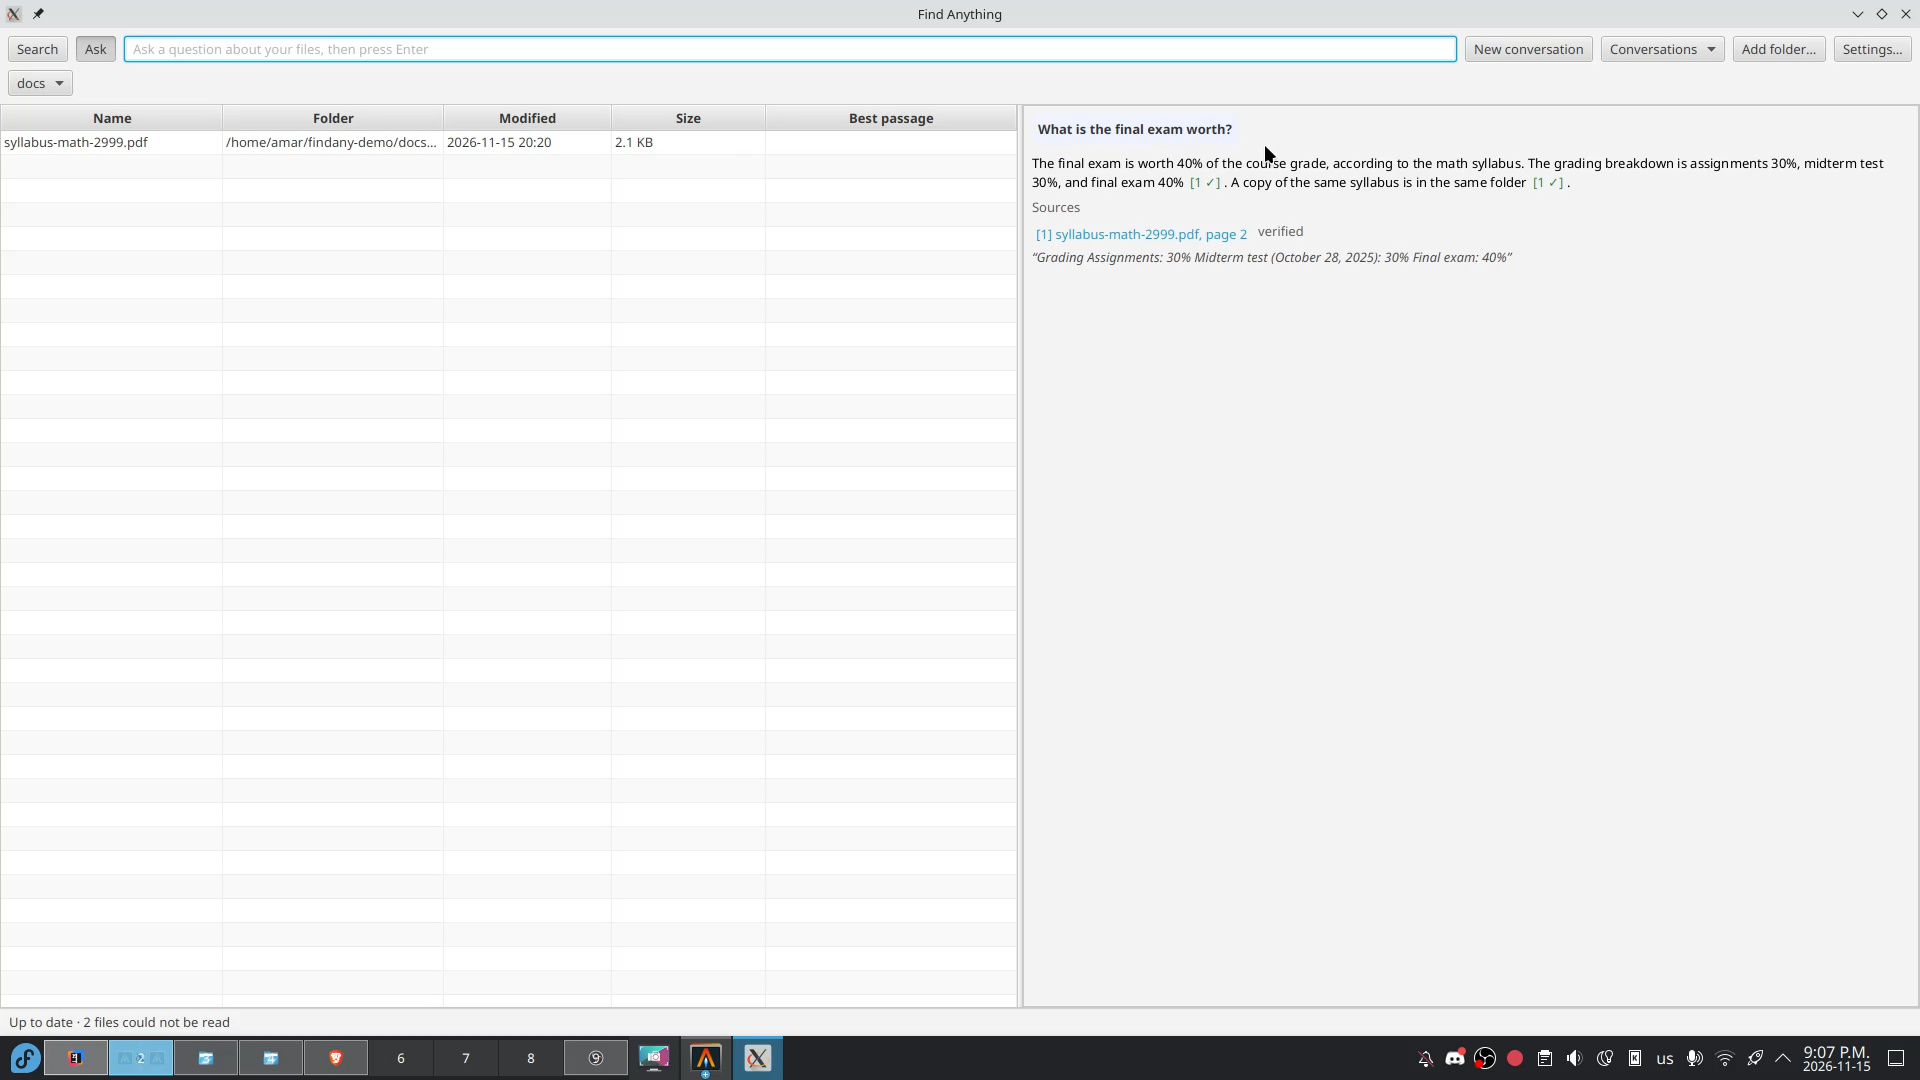 Find Anything
Search Ask Ask a question about your files, then press Enter New conversation Conversations Add folder... Settings...
docs
Name Folder Modified Size Best passage
syllabus-math-2999.pdf /home/amar/findany-demo/docs... 2026-11-15 20:20 2.1 KB
What is the final exam worth?
The final exam is worth 40% of the course grade, according to the math syllabus. The grading breakdown is assignments 30%, midterm test
30%, and final exam 40% [1 ✓] . A copy of the same syllabus is in the same folder [1 ✓] .
Sources
[1] syllabus-math-2999.pdf, page 2 verified
“Grading Assignments: 30% Midterm test (October 28, 2025): 30% Final exam: 40%”
Up to date · 2 files could not be read
2 6 7 8 9 us 9:07 P.M.
2026-11-15